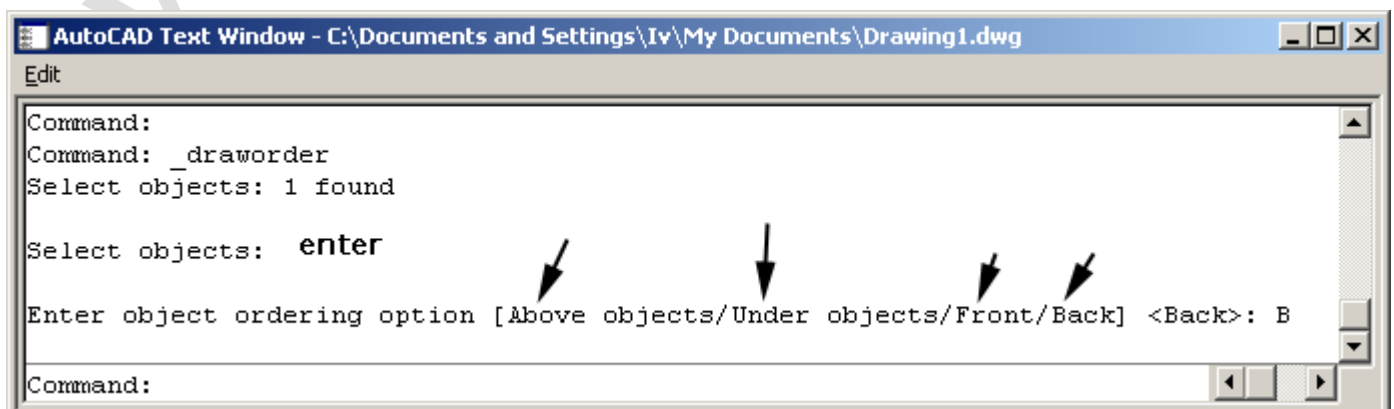 AutoCAD Text Window - C:\Documents and Settings\Iv\My Documents\Drawing1.dwg
Edit
Command:
Command: _draworder
Select objects: 1 found
Select objects: enter
Enter object ordering option [Above objects/Under objects/Front/Back] <Back>: B
Command: